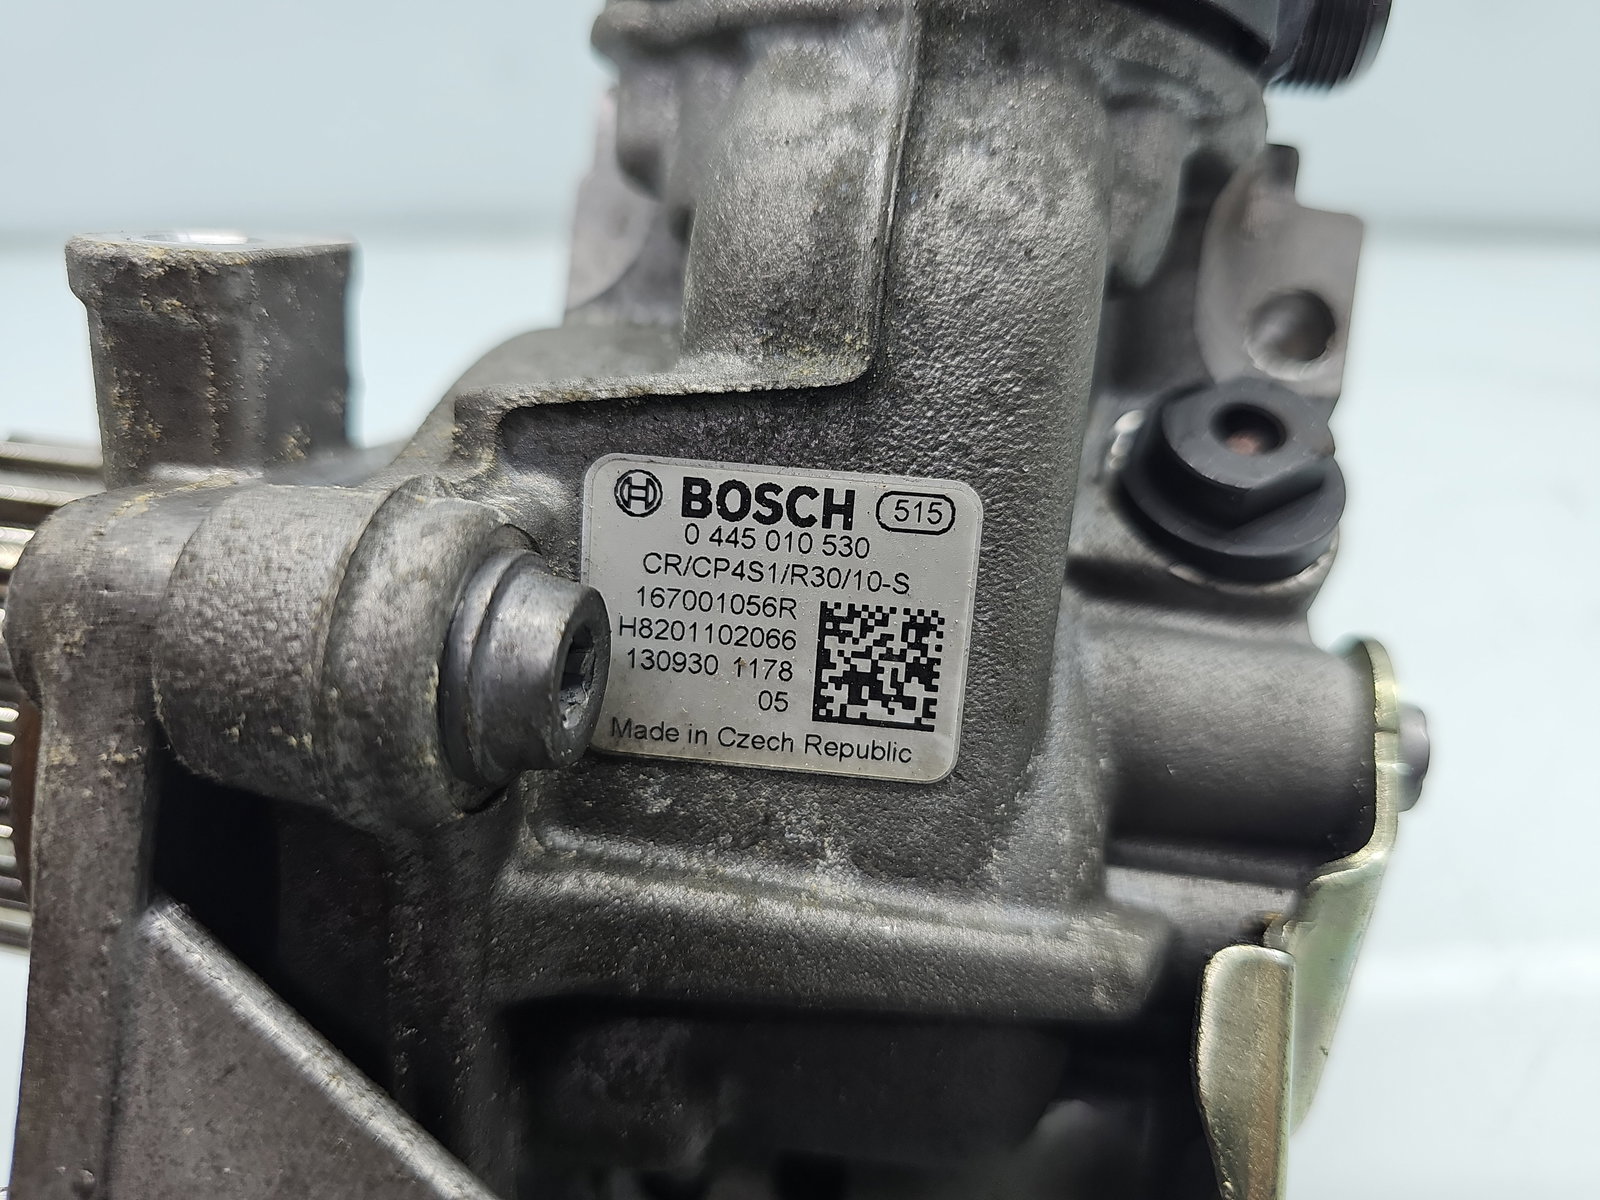 BOSCH 515
0 445 010 530
CR/CP4S1/R30/10-S
167001056R
H8201102066
130930 1178
05
Made in Czech Republic